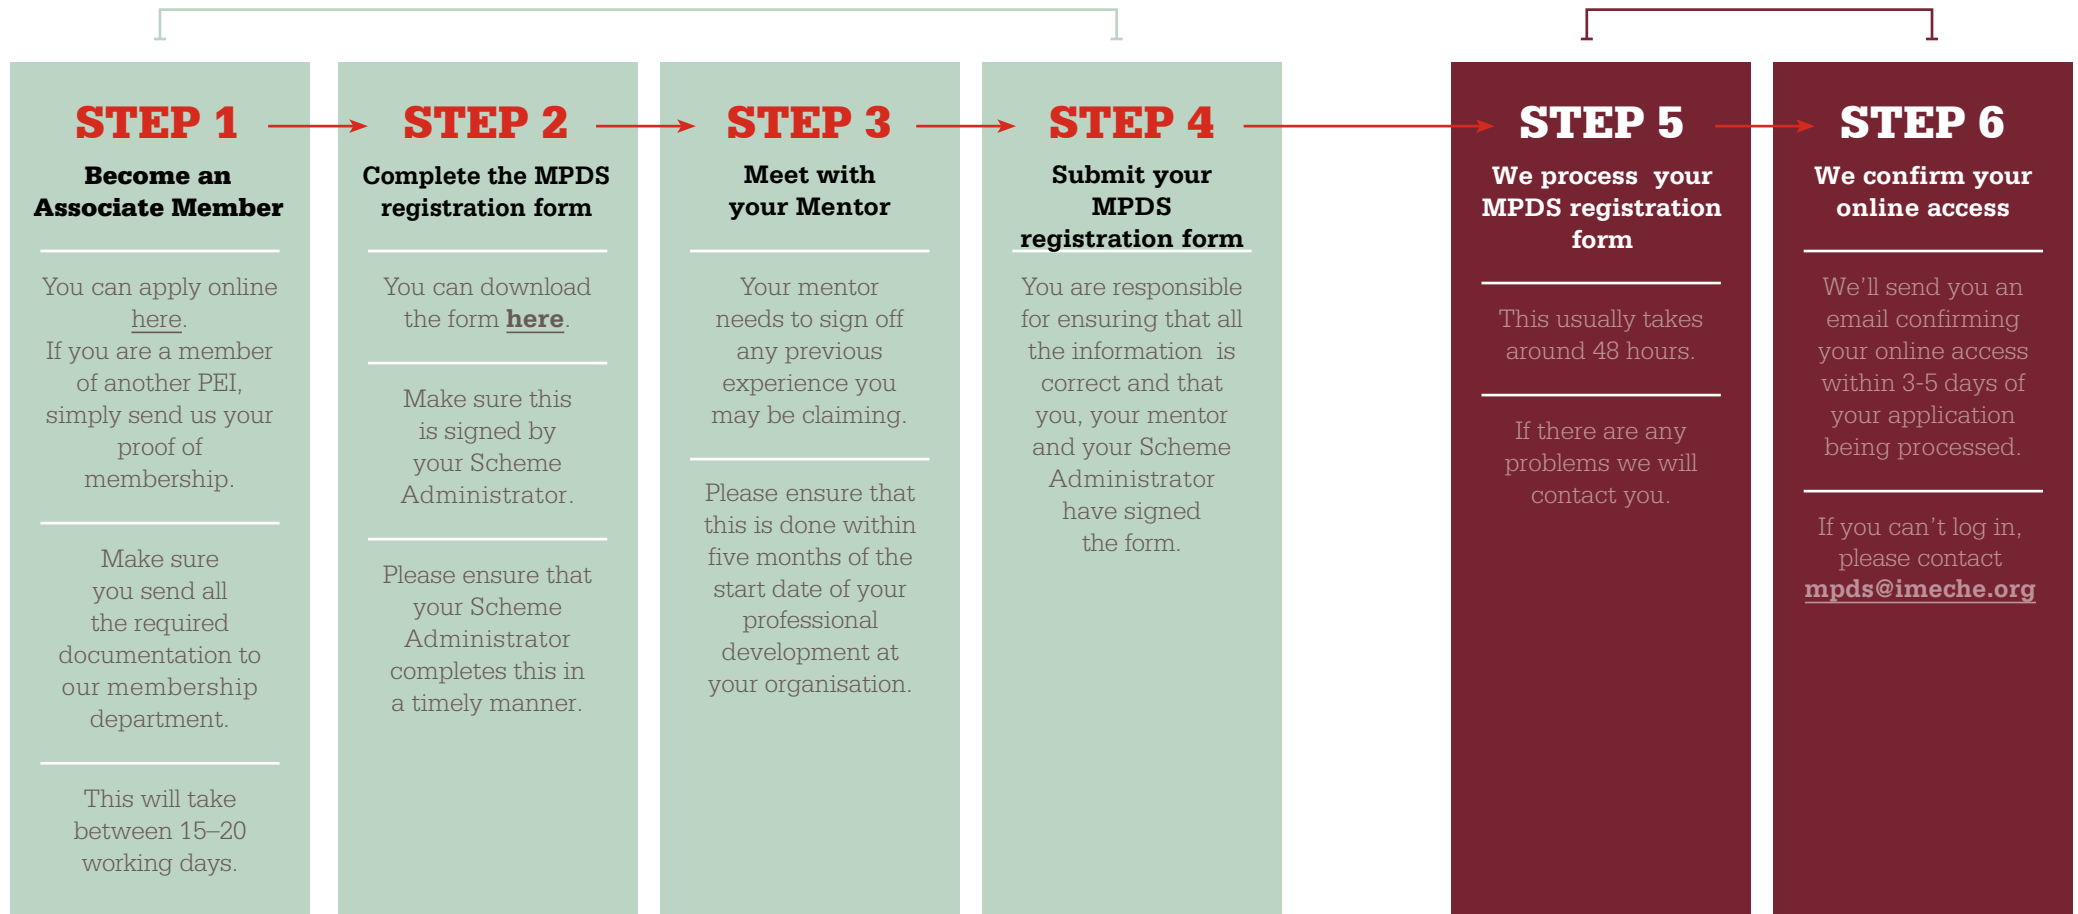 STEP 1
Become an
Associate Member
You can apply online
here.
If you are a member
of another PEI,
simply send us your
proof of
membership.
Make sure
you send all
the required
documentation to
our membership
department.
This will take
between 15–20
working days.
STEP 2
Complete the MPDS
registration form
You can download
the form here.
Make sure this
is signed by
your Scheme
Administrator.
Please ensure that
your Scheme
Administrator
completes this in
a timely manner.
STEP 3
Meet with
your Mentor
Your mentor
needs to sign off
any previous
experience you
may be claiming.
Please ensure that
this is done within
five months of the
start date of your
professional
development at
your organisation.
STEP 4
Submit your
MPDS
registration form
You are responsible
for ensuring that all
the information is
correct and that
you, your mentor
and your Scheme
Administrator
have signed
the form.
STEP 5
We process your
MPDS registration
form
This usually takes
around 48 hours.
If there are any
problems we will
contact you.
STEP 6
We confirm your
online access
We'll send you an
email confirming
your online access
within 3-5 days of
your application
being processed.
If you can't log in,
please contact
mpds@imeche.org